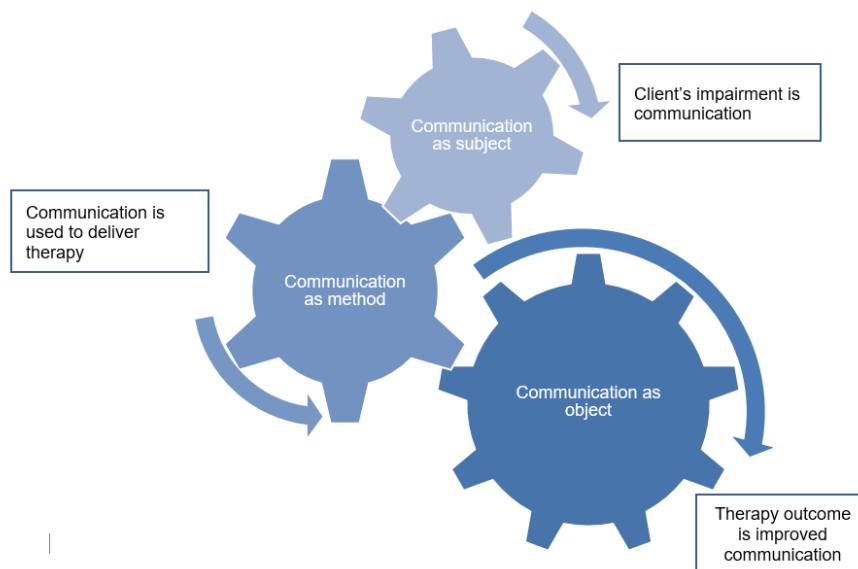 Communication
as subject
Client’s impairment is
communication
Communication is
used to deliver
therapy
Communication
as method
Communication as
object
Therapy outcome
is improved
communication